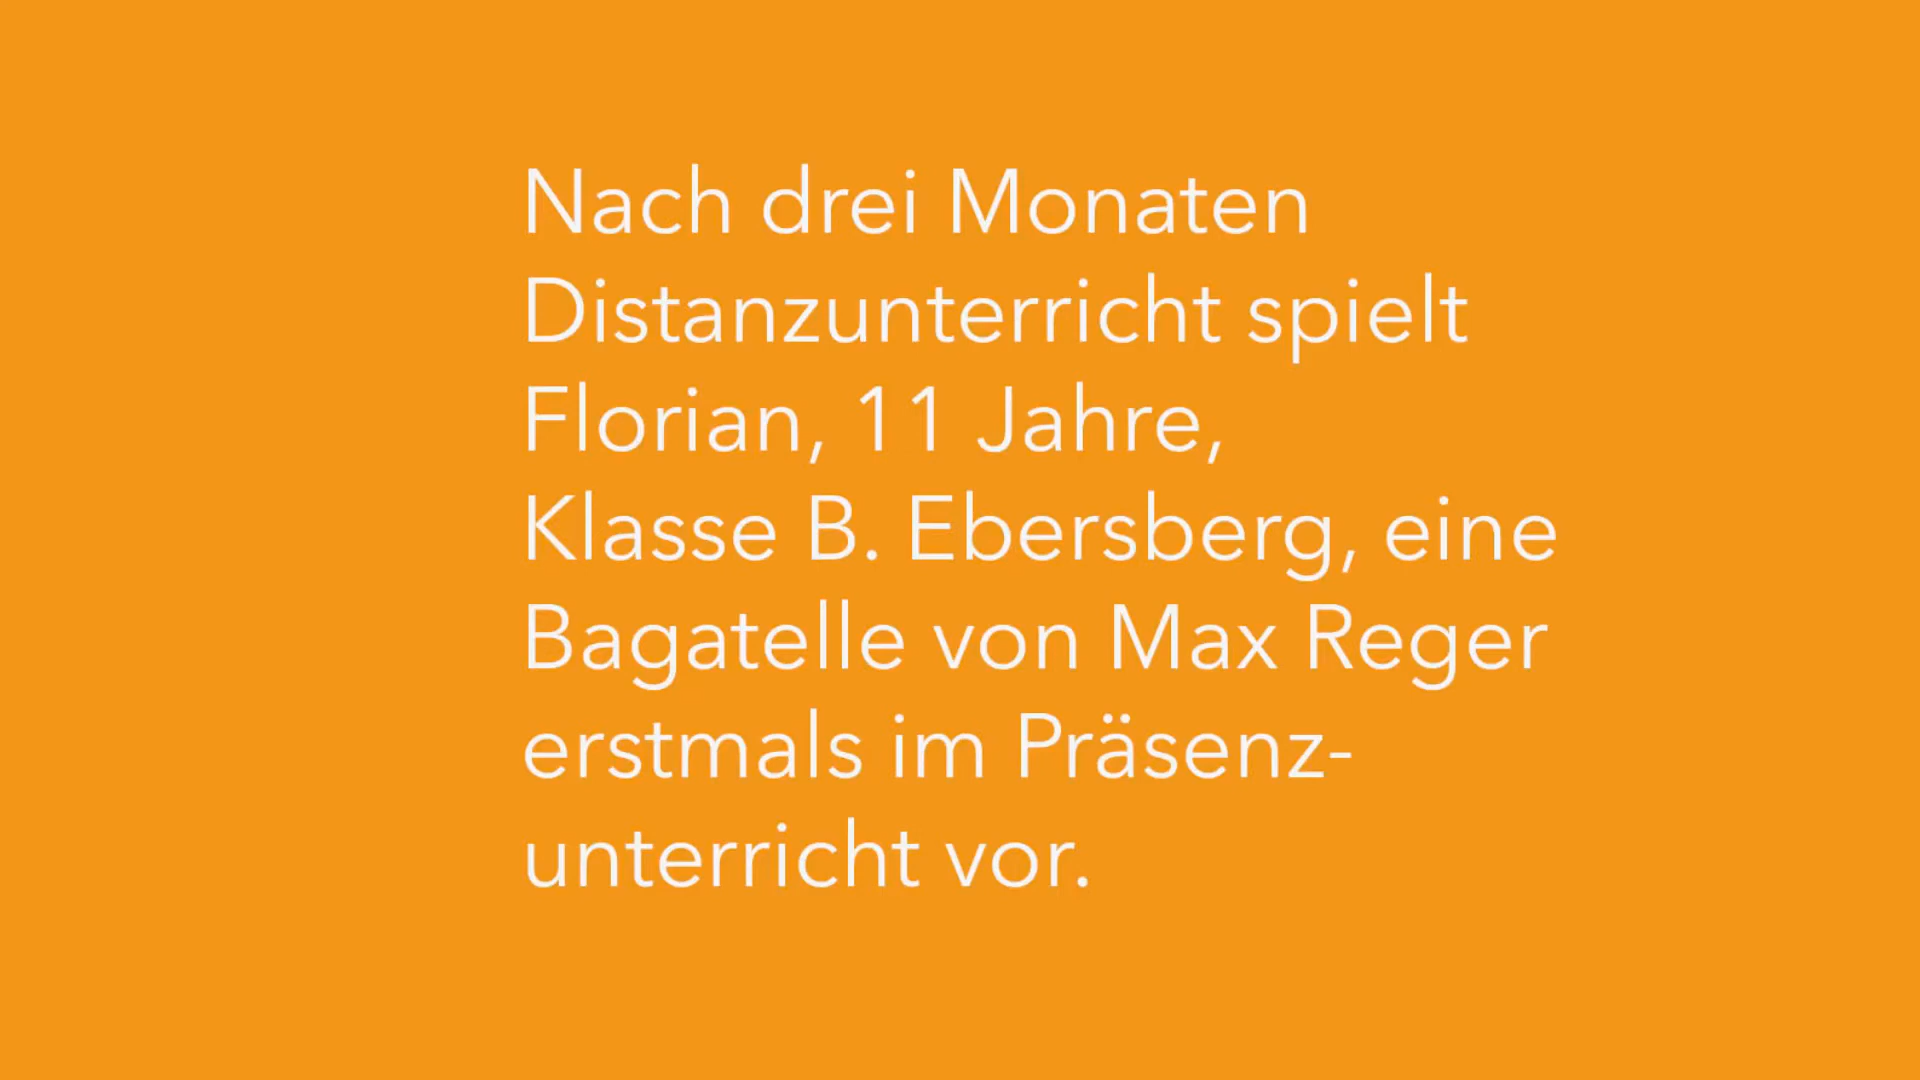 Nach drei Monaten
Distanzunterricht spielt
Florian, 11 Jahre,
Klasse B. Ebersberg, eine
Bagatelle von Max Reger
erstmals im Präsenz-
unterricht vor.